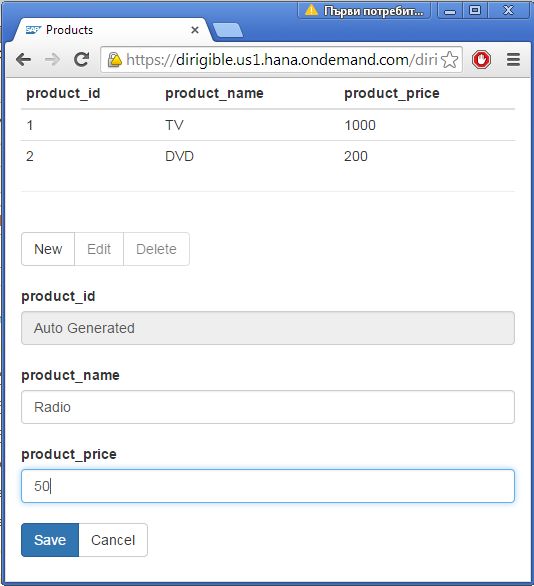 Първи потребит...
SAP Products
https://dirigible.us1.hana.ondemand.com/diri
product_id product_name product_price
1 TV 1000
2 DVD 200
New Edit Delete
product_id
Auto Generated
product_name
Radio
product_price
50
Save Cancel